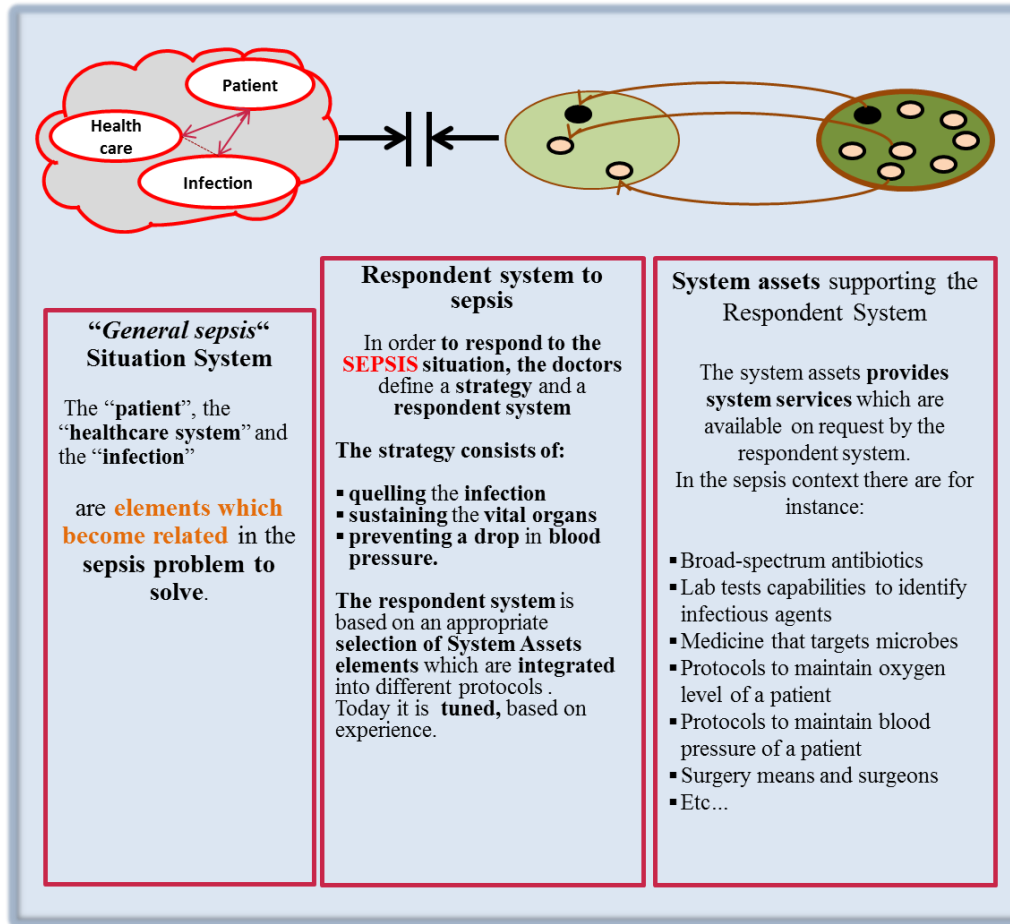 Patient
Health
care
Infection
“General sepsis“
Situation System
The “patient”, the
“healthcare system” and
the “infection”
are elements which
become related in the
sepsis problem to
solve.
Respondent system to
sepsis
In order to respond to the
SEPSIS situation, the doctors
define a strategy and a
respondent system
The strategy consists of:
▪ quelling the infection
▪ sustaining the vital organs
▪ preventing a drop in blood
pressure.
The respondent system is
based on an appropriate
selection of System Assets
elements which are integrated
into different protocols .
Today it is tuned, based on
experience.
System assets supporting the
Respondent System
The system assets provides
system services which are
available on request by the
respondent system.
In the sepsis context there are for
instance:
▪ Broad-spectrum antibiotics
▪ Lab tests capabilities to identify
infectious agents
▪ Medicine that targets microbes
▪ Protocols to maintain oxygen
level of a patient
▪ Protocols to maintain blood
pressure of a patient
▪ Surgery means and surgeons
▪ Etc...